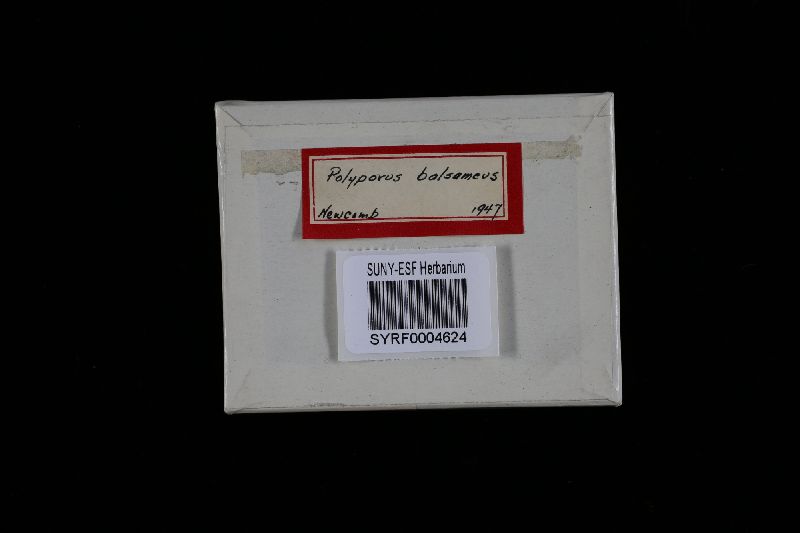 Polyporus balsameus
Newcomb 1947
SUNY-ESF Herbarium
SYRF0004624